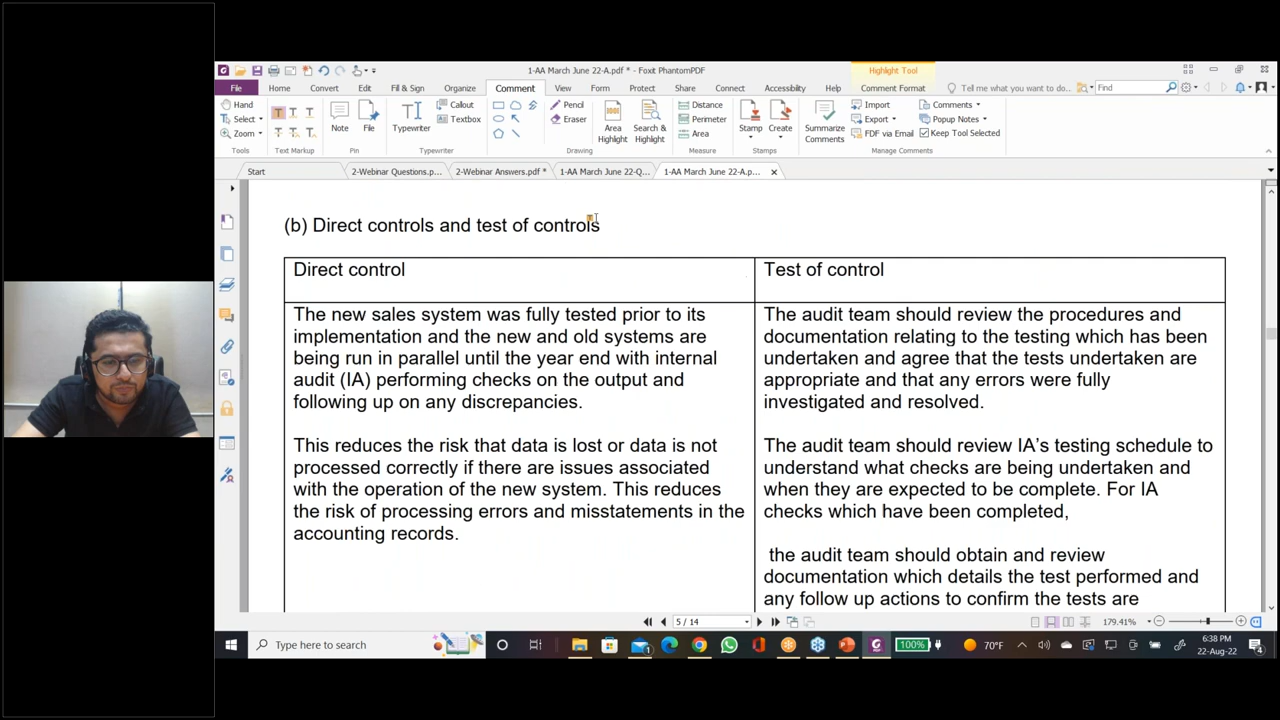 1-AA March June 22-A.pdf * - Foxit PhantomPDF
Highlight Tool
File Home Convert Edit Fill & Sign Organize Comment View Form Protect Share Connect Accessibility Help Comment Format Tell me what you want to do... Find
Hand
Select
Zoom
Tools
Text Markup
Note
File
Pin
Typewriter
Callout
Textbox
Typewriter
Pencil
Eraser
Drawing
Area Highlight
Search & Highlight
Distance
Perimeter
Area
Measure
Stamp
Create
Stamps
Summarize Comments
Import
Export
FDF via Email
Comments
Popup Notes
Keep Tool Selected
Manage Comments
Start 2-Webinar Questions.p... 2-Webinar Answers.pdf * 1-AA March June 22-Q... 1-AA March June 22-A.p...
(b) Direct controls and test of controls
Direct control
The new sales system was fully tested prior to its
implementation and the new and old systems are
being run in parallel until the year end with internal
audit (IA) performing checks on the output and
following up on any discrepancies.
This reduces the risk that data is lost or data is not
processed correctly if there are issues associated
with the operation of the new system. This reduces
the risk of processing errors and misstatements in the
accounting records.
Test of control
The audit team should review the procedures and
documentation relating to the testing which has been
undertaken and agree that the tests undertaken are
appropriate and that any errors were fully
investigated and resolved.
The audit team should review IA's testing schedule to
understand what checks are being undertaken and
when they are expected to be complete. For IA
checks which have been completed,
the audit team should obtain and review
documentation which details the test performed and
any follow up actions to confirm the tests are
5 / 14
179.41%
Type here to search
100%
70°F
6:38 PM
22-Aug-22